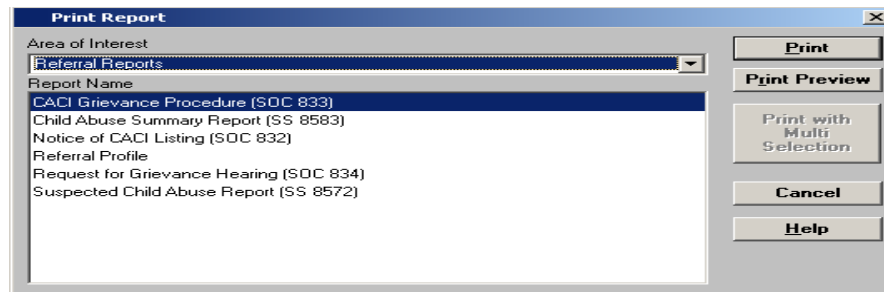 Print Report
Area of Interest
Referral Reports
Report Name
CACI Grievance Procedure (SOC 833)
Child Abuse Summary Report (SS 8583)
Notice of CACI Listing (SOC 832)
Referral Profile
Request for Grievance Hearing (SOC 834)
Suspected Child Abuse Report (SS 8572)
Print
Print Preview
Print with
Multi
Selection
Cancel
Help